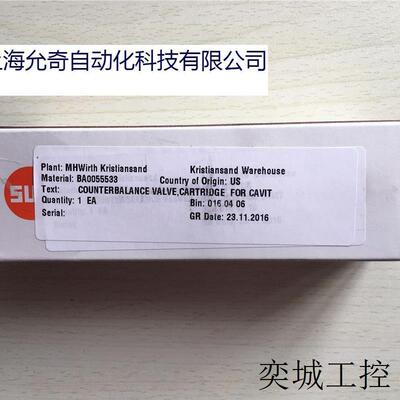 上海允奇自动化科技有限公司
Plant: MHWirth Kristiansand Kristiansand Warehouse
Material: BA0055533 Country of Origin: US
Text: COUNTERBALANCE VALVE,CARTRIDGE FOR CAVIT
Quantity: 1 EA Bin: 016 04 06
Serial: GR Date: 23.11.2016
SU
奕城工控